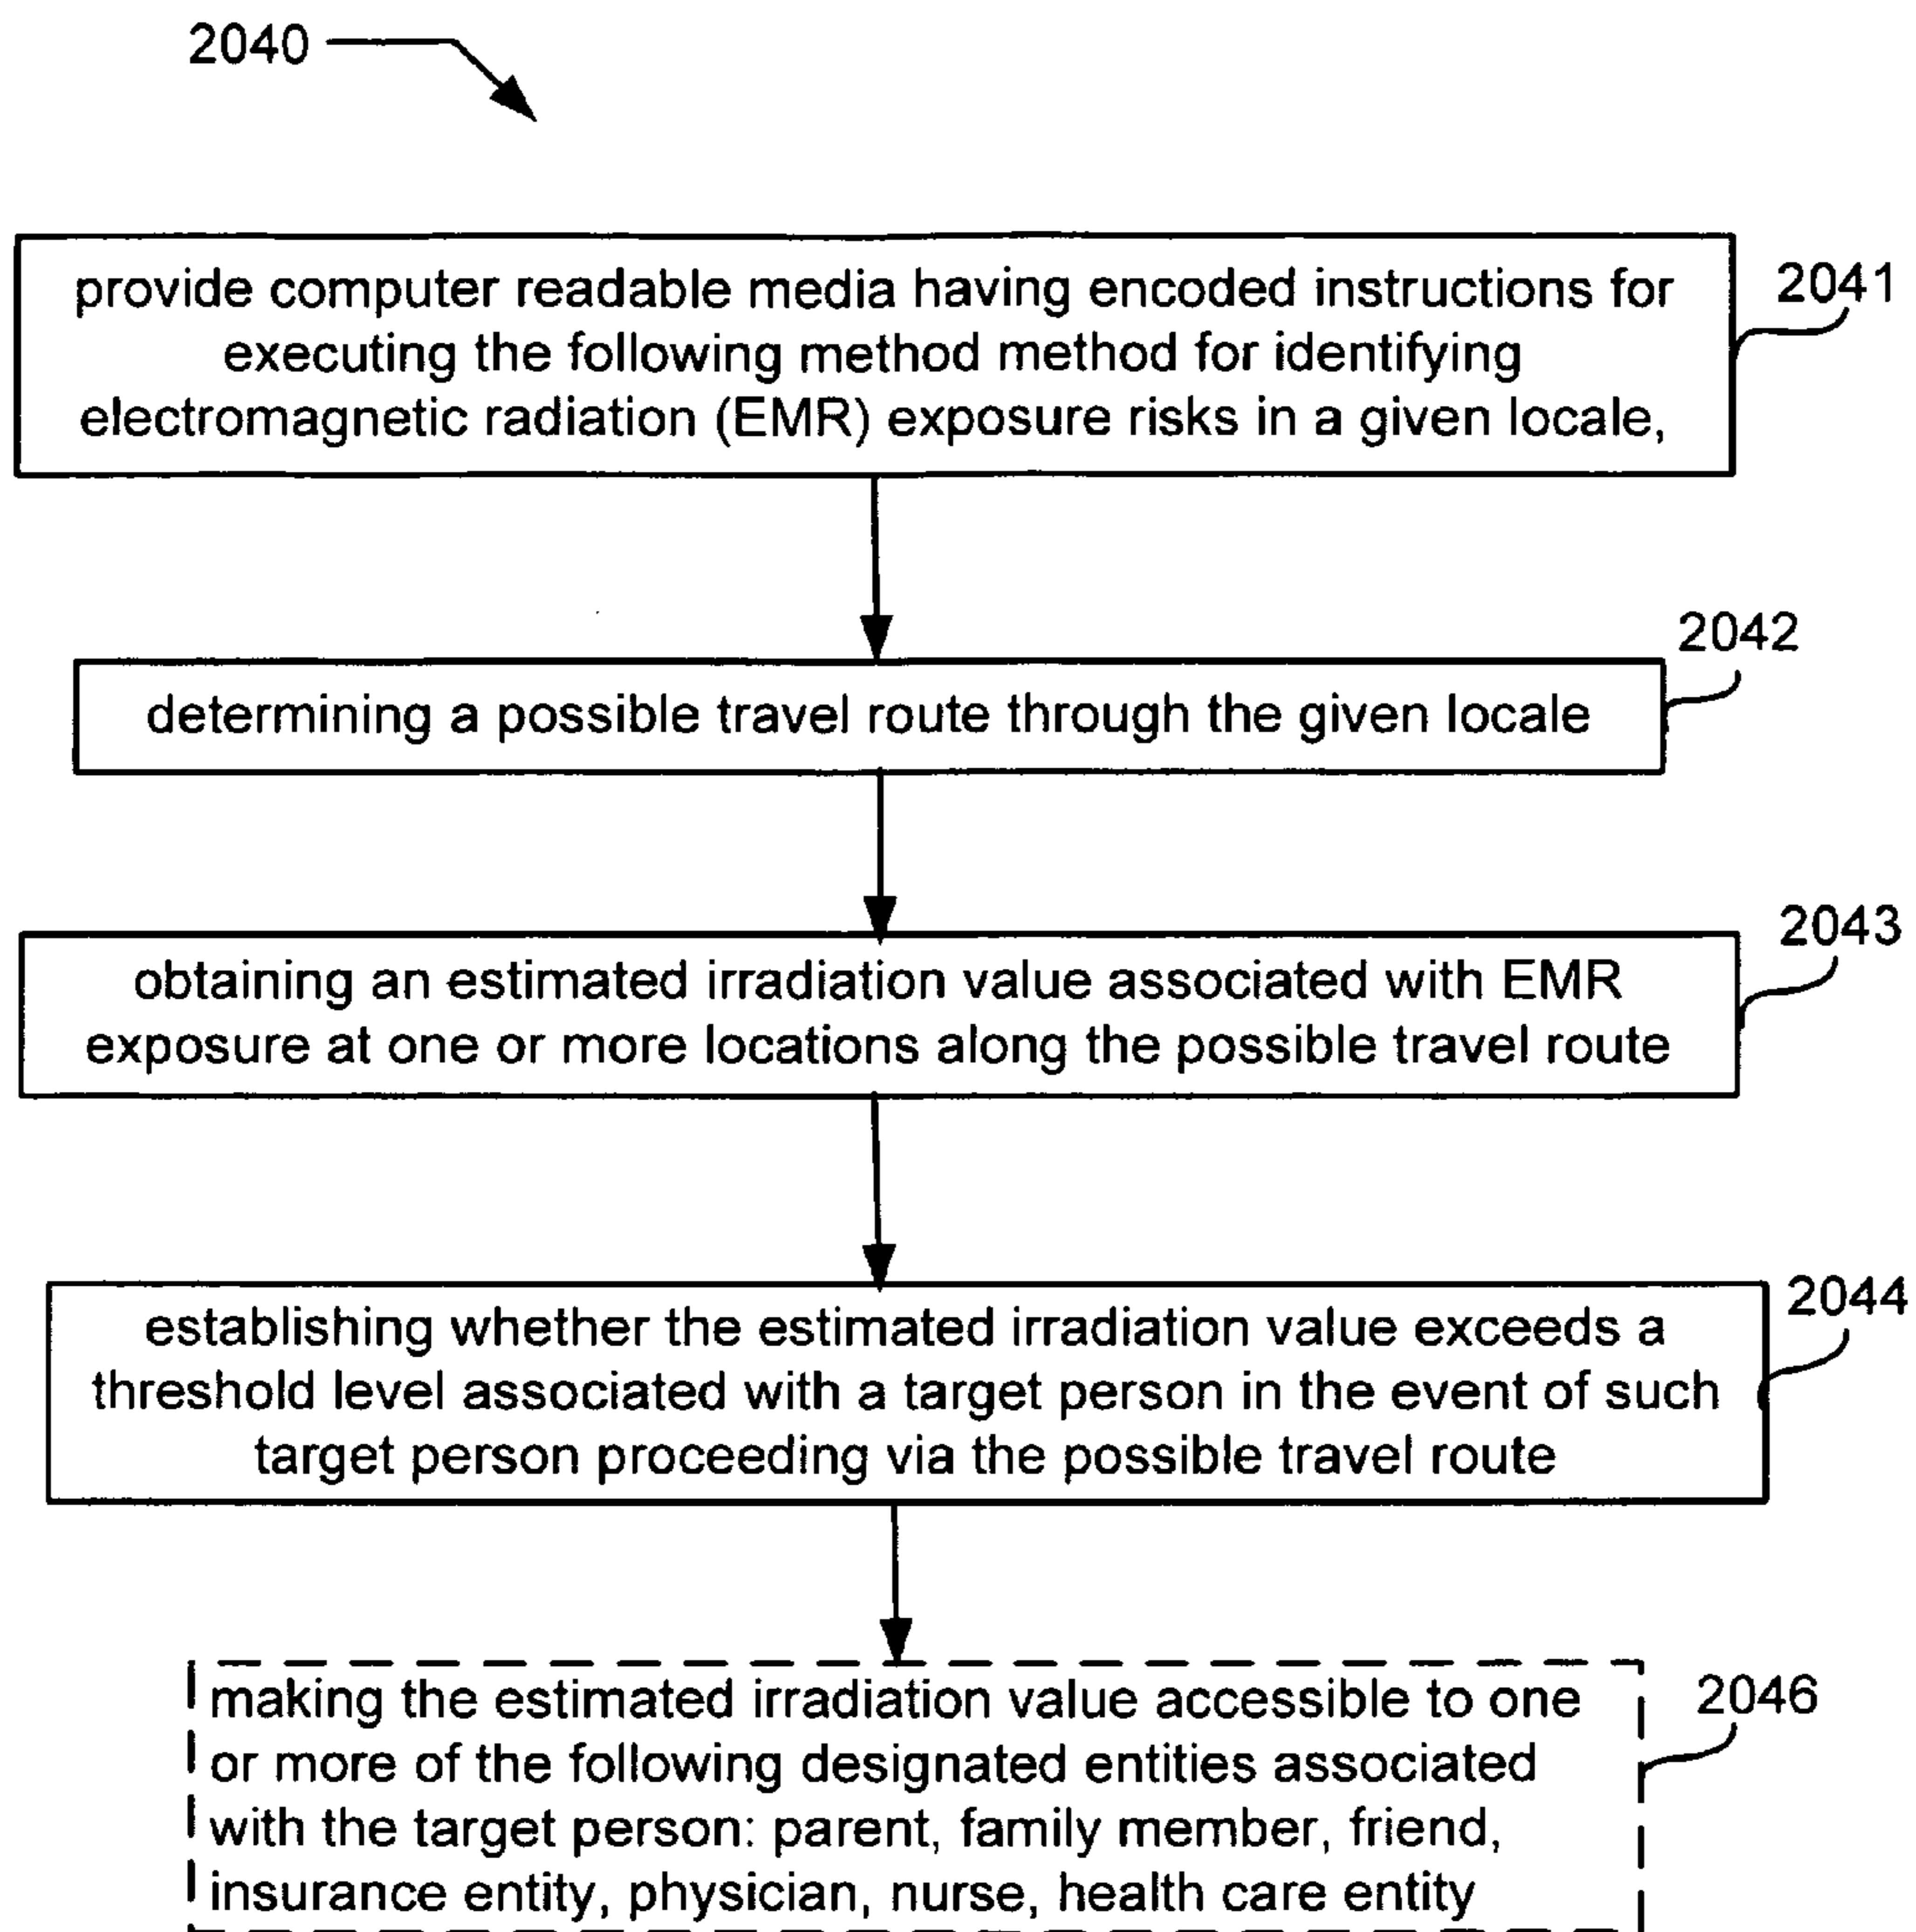 2040
provide computer readable media having encoded instructions for
executing the following method method for identifying
electromagnetic radiation (EMR) exposure risks in a given locale,
2041
determining a possible travel route through the given locale
2042
obtaining an estimated irradiation value associated with EMR
exposure at one or more locations along the possible travel route
2043
establishing whether the estimated irradiation value exceeds a
threshold level associated with a target person in the event of such
target person proceeding via the possible travel route
2044
making the estimated irradiation value accessible to one
or more of the following designated entities associated
with the target person: parent, family member, friend,
insurance entity, physician, nurse, health care entity
2046